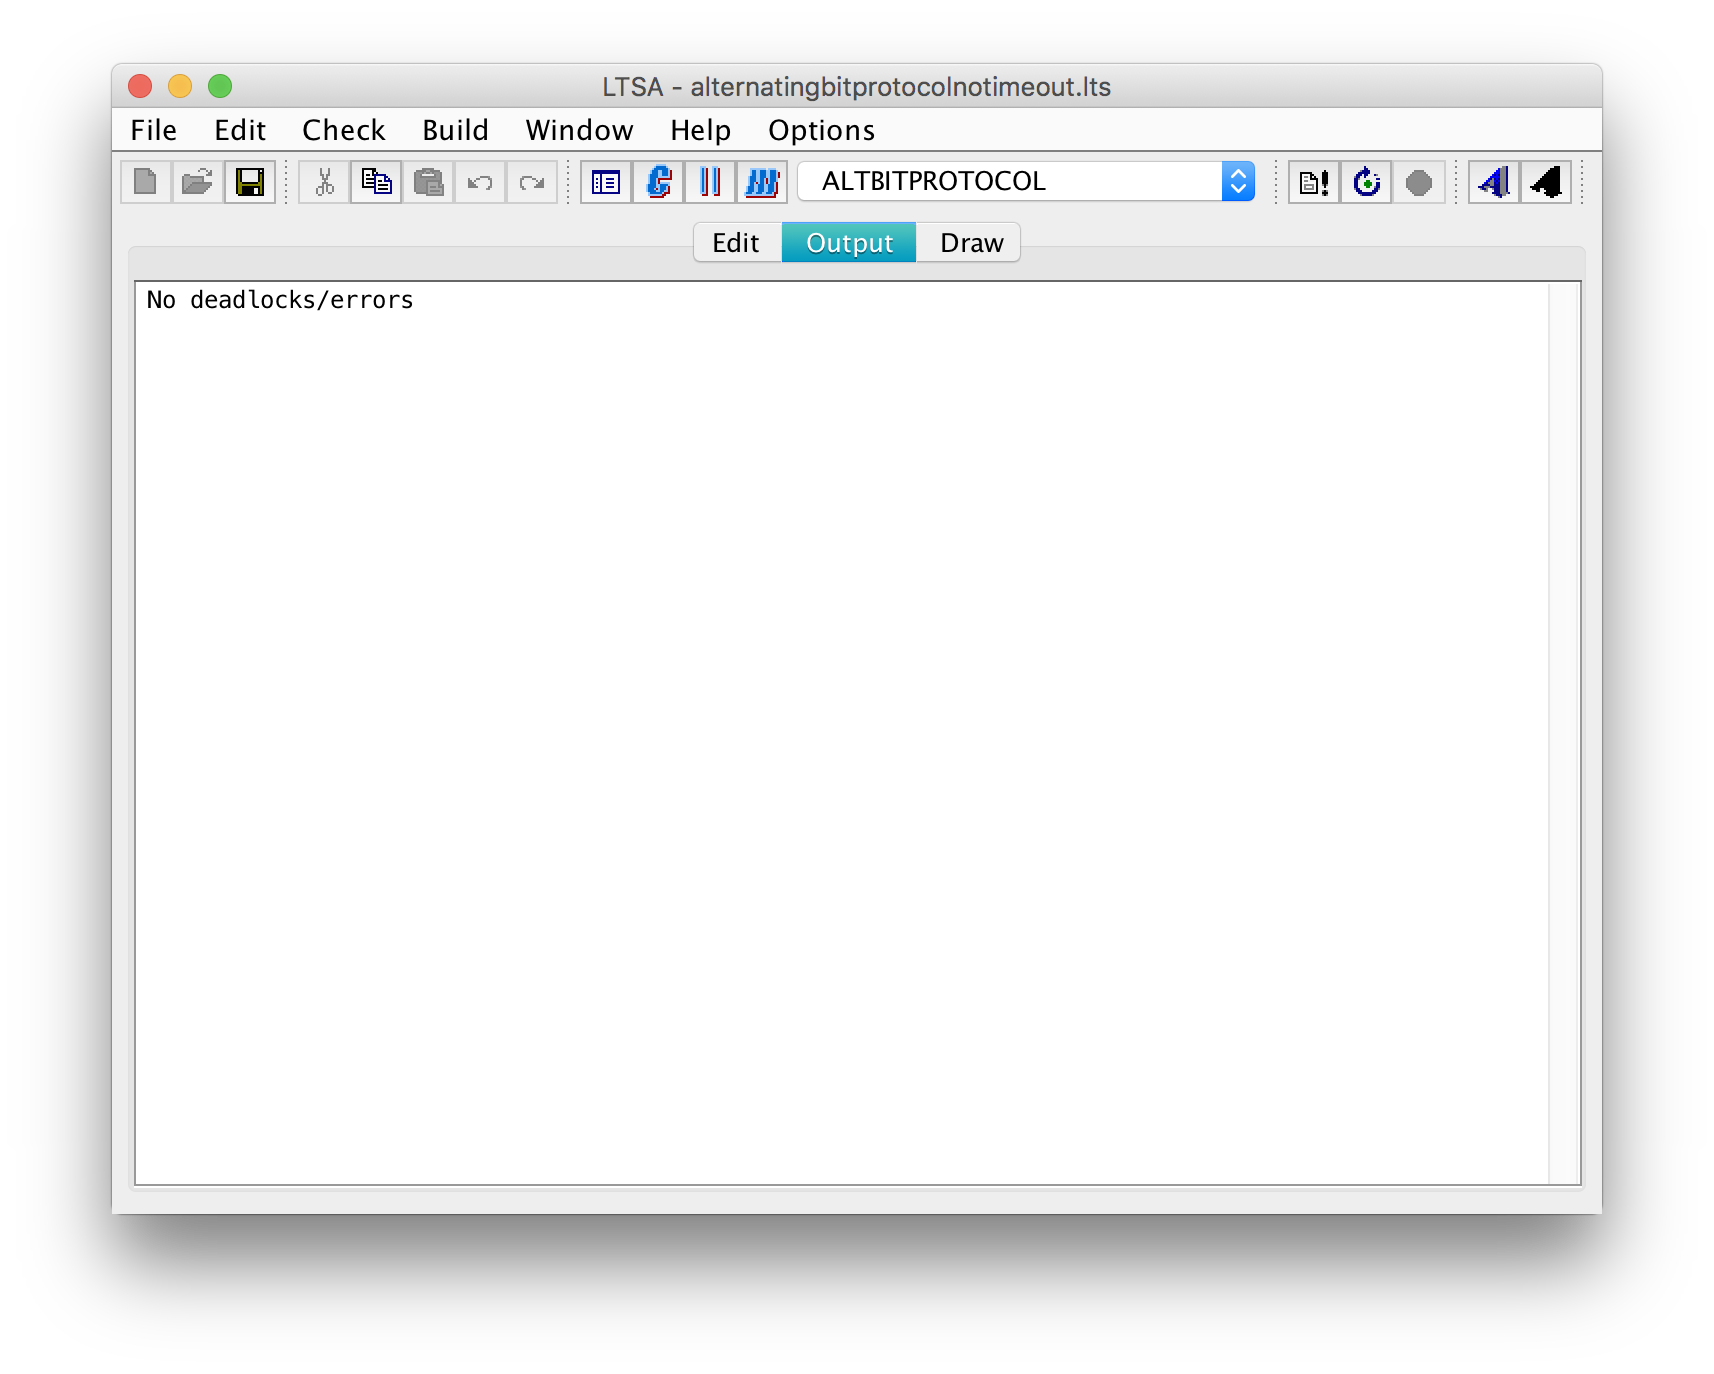 LTSA - alternatingbitprotocolnotimeout.lts
File Edit Check Build Window Help Options
ALTBITPROTOCOL
Edit Output Draw
No deadlocks/errors